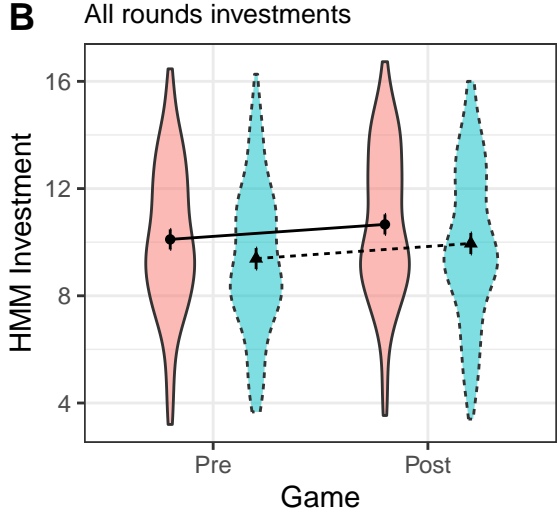 B All rounds investments
HMM Investment
16
12
8
4
Pre Post
Game